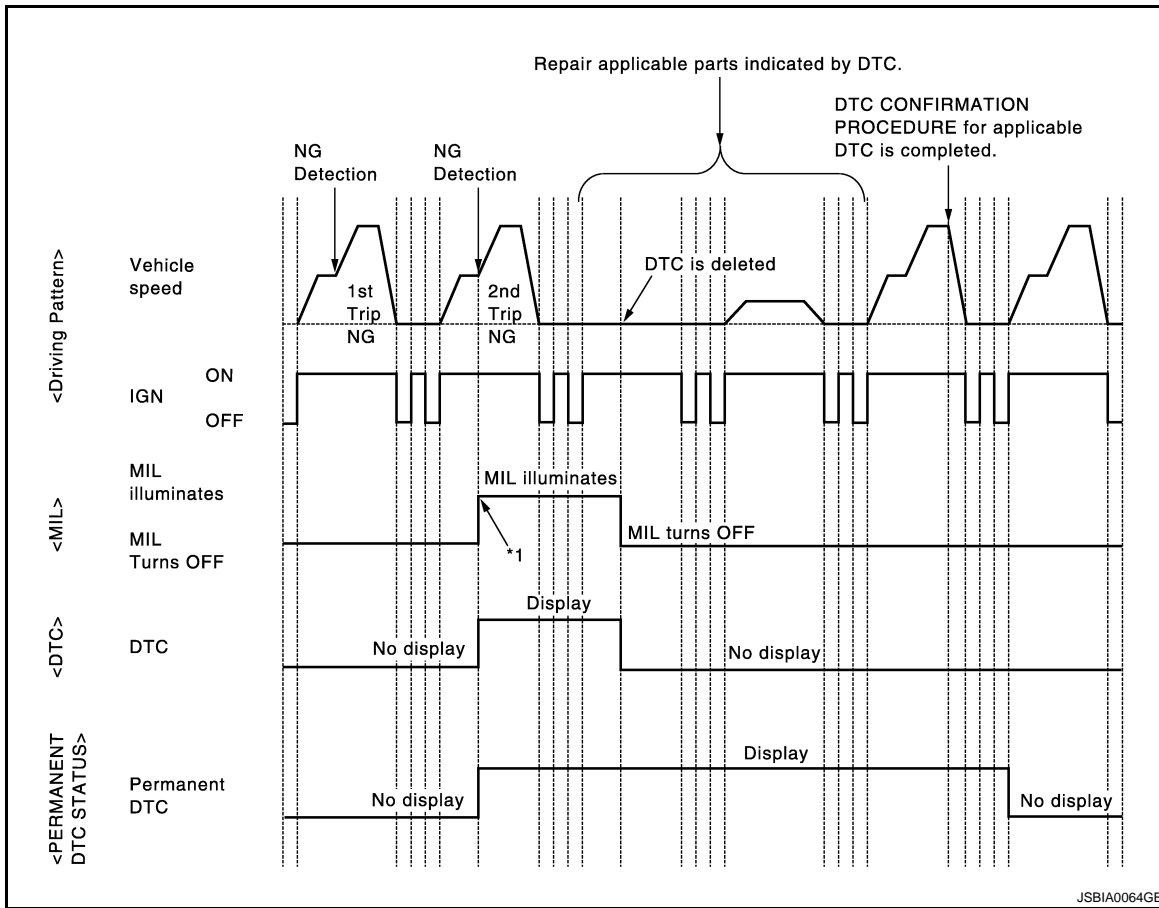 Repair applicable parts indicated by DTC.
DTC CONFIRMATION
PROCEDURE for applicable
DTC is completed.
NG
Detection
NG
Detection
<Driving Pattern>
Vehicle
speed
1st
Trip
NG
2nd
Trip
NG
DTC is deleted
IGN
ON
OFF
<MIL>
MIL
illuminates
MIL
Turns OFF
MIL illuminates
*1
MIL turns OFF
<DTC>
DTC
No display
Display
No display
<PERMANENT
DTC STATUS>
Permanent
DTC
No display
Display
No display
JSBIA0064GB